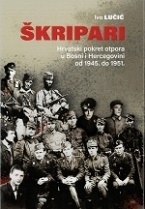 Ivo LUČIĆ
ŠKRIPARI
Hrvatski pokret otpora
u Bosni i Hercegovini
od 1945. do 1951.